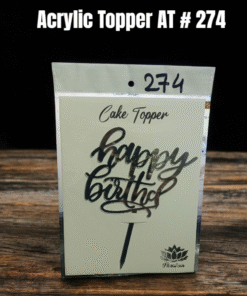 Acrylic Topper AT # 274
• 274
Cake Topper
happy
birthd